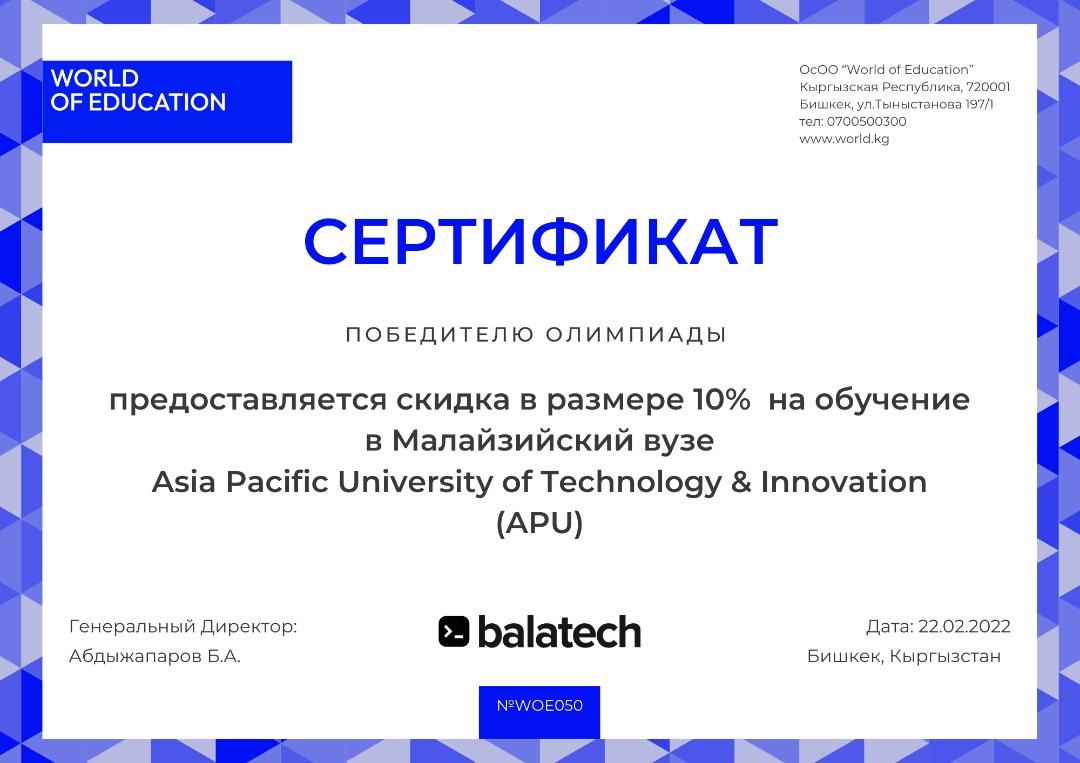 WORLD
OF EDUCATION
ОсОО “World of Education”
Кыргызская Республика, 720001
Бишкек, ул.Тыныстанова 197/1
тел: 0700500300
www.world.kg
СЕРТИФИКАТ
ПОБЕДИТЕЛЮ ОЛИМПИАДЫ
предоставляется скидка в размере 10% на обучение
в Малайзийский вузе
Asia Pacific University of Technology & Innovation
(APU)
Генеральный Директор:
Абдыжапаров Б.А.
balatech
Дата: 22.02.2022
Бишкек, Кыргызстан
№WOE050